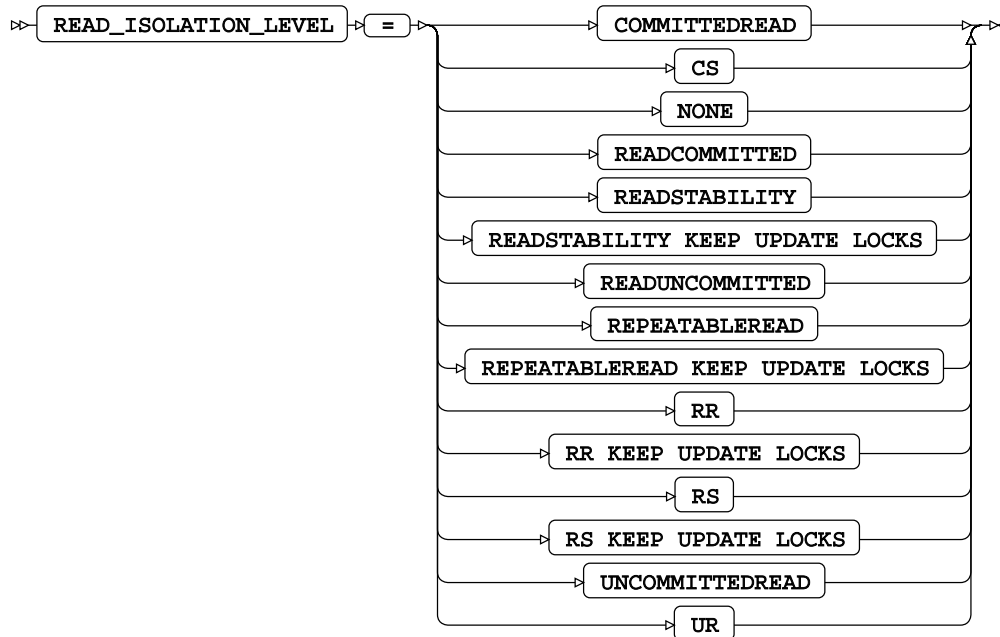 READ_ISOLATION_LEVEL = COMMITTEDREAD
CS
NONE
READCOMMITTED
READSTABILITY
READSTABILITY KEEP UPDATE LOCKS
READUNCOMMITTED
REPEATABLEREAD
REPEATABLEREAD KEEP UPDATE LOCKS
RR
RR KEEP UPDATE LOCKS
RS
RS KEEP UPDATE LOCKS
UNCOMMITTEDREAD
UR